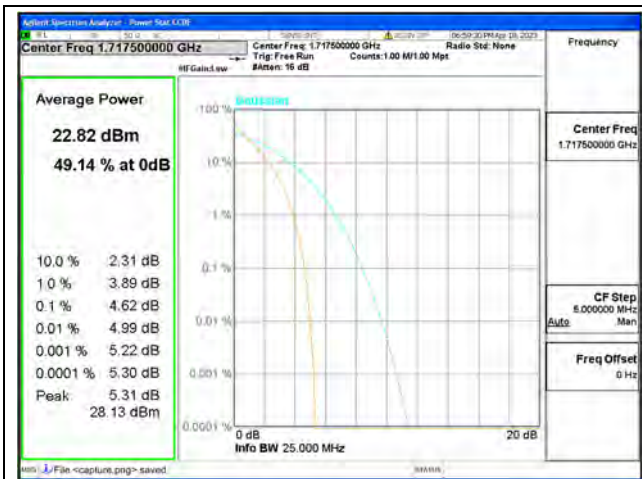 Agilent Spectrum Analyzer - Power Stat CCDF
Center Freq 1.717500000 GHz
Center Freq: 1.717500000 GHz
Radio Std: None
Trig: Free Run
Counts:1.00 M/1.00 Mpt
#IFGain:Low
#Atten: 16 dB
Average Power
22.82 dBm
49.14 % at 0dB
10.0 % 2.31 dB
1.0 % 3.89 dB
0.1 % 4.62 dB
0.01 % 4.99 dB
0.001 % 5.22 dB
0.0001 % 5.30 dB
Peak 5.31 dB
28.13 dBm
100 %
Gaussian
10 %
1 %
0.1 %
0.01 %
0.001 %
0.0001 %
0 dB
20 dB
Info BW 25.000 MHz
Frequency
Center Freq
1.717500000 GHz
CF Step
5.000000 MHz
Auto Man
Freq Offset
0 Hz
MSG File <capture.png> saved
STATUS